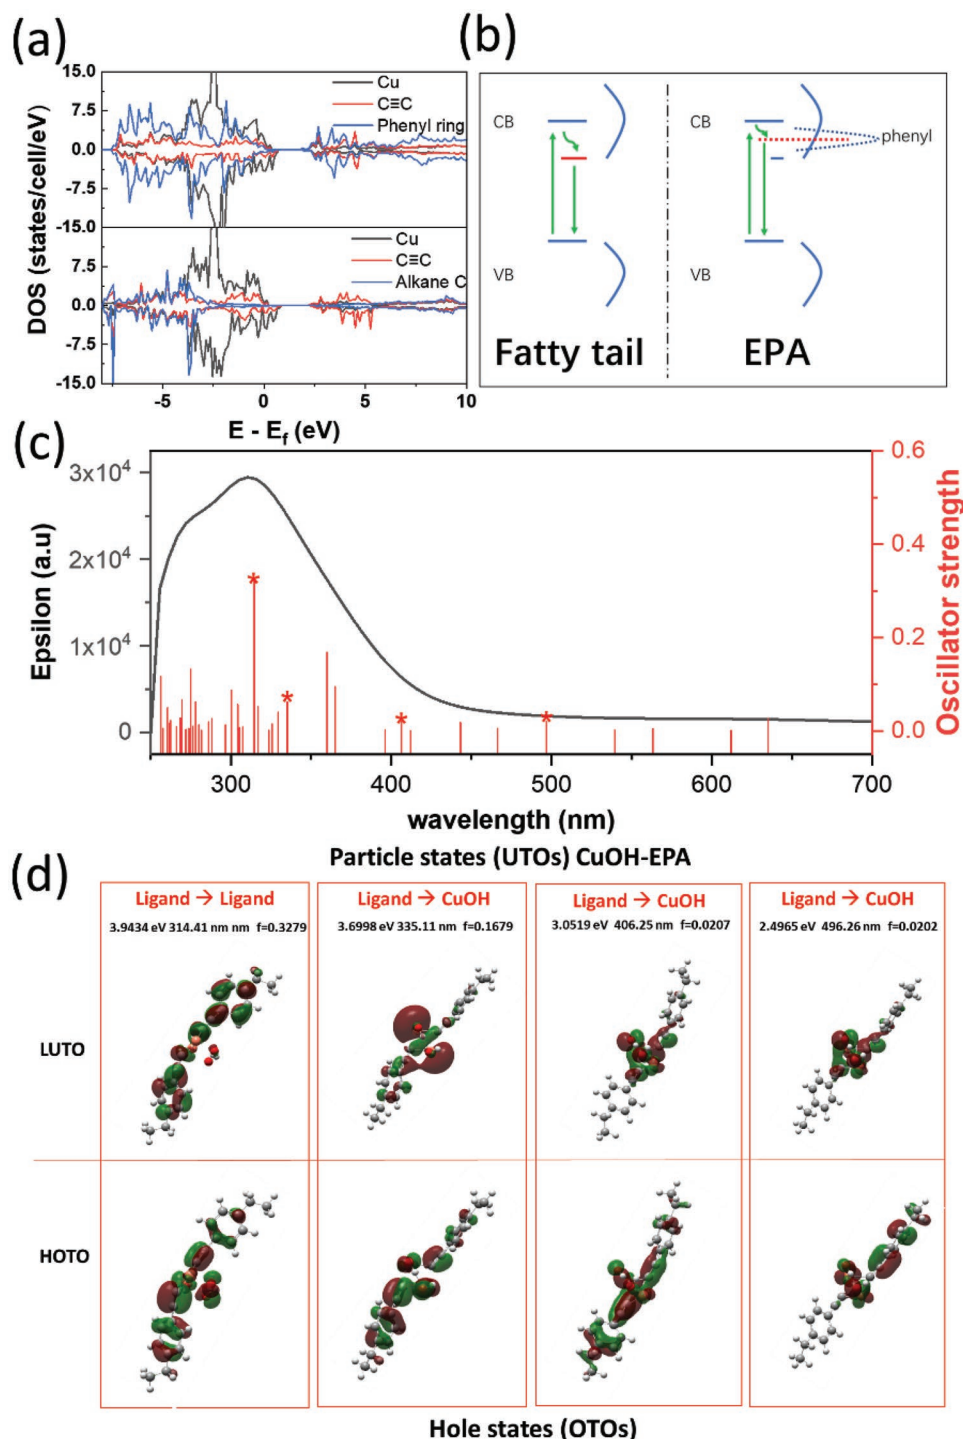 (a)
15.0
7.5
0.0
-7.5
-15.0
Cu
C≡C
Phenyl ring
7.5
0.0
-7.5
-15.0
Cu
C≡C
Alkane C
DOS (states/cell/eV)
-5 0 5 10
E - Ef (eV)
(b)
CB
VB
Fatty tail
CB
phenyl
VB
EPA
(c)
3x10⁴
2x10⁴
1x10⁴
0
Epsilon (a.u)
0.6
0.4
0.2
0.0
Oscillator strength
* * * *
300 400 500 600 700
wavelength (nm)
(d)
Particle states (UTOs) CuOH-EPA
Ligand → Ligand
3.9434 eV 314.41 nm nm f=0.3279
Ligand → CuOH
3.6998 eV 335.11 nm f=0.1679
Ligand → CuOH
3.0519 eV 406.25 nm f=0.0207
Ligand → CuOH
2.4965 eV 496.26 nm f=0.0202
LUTO
HOTO
Hole states (OTOs)